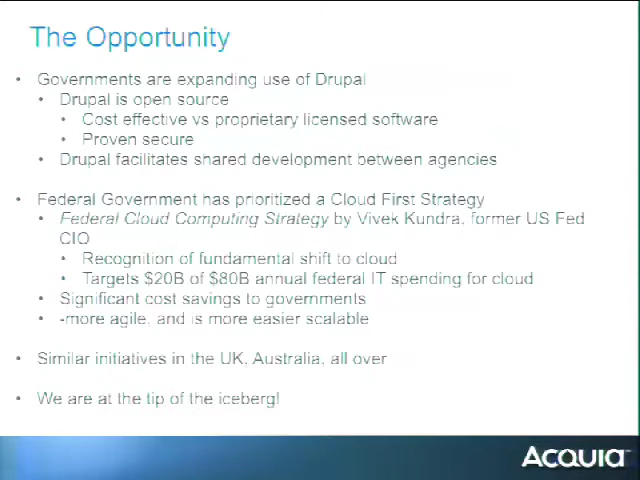 The Opportunity
• Governments are expanding use of Drupal
• Drupal is open source
• Cost effective vs proprietary licensed software
• Proven secure
• Drupal facilitates shared development between agencies
• Federal Government has prioritized a Cloud First Strategy
• Federal Cloud Computing Strategy by Vivek Kundra, former US Fed
CIO
• Recognition of fundamental shift to cloud
• Targets $20B of $80B annual federal IT spending for cloud
• Significant cost savings to governments
• -more agile, and is more easier scalable
• Similar initiatives in the UK, Australia, all over
• We are at the tip of the iceberg!
Acquia